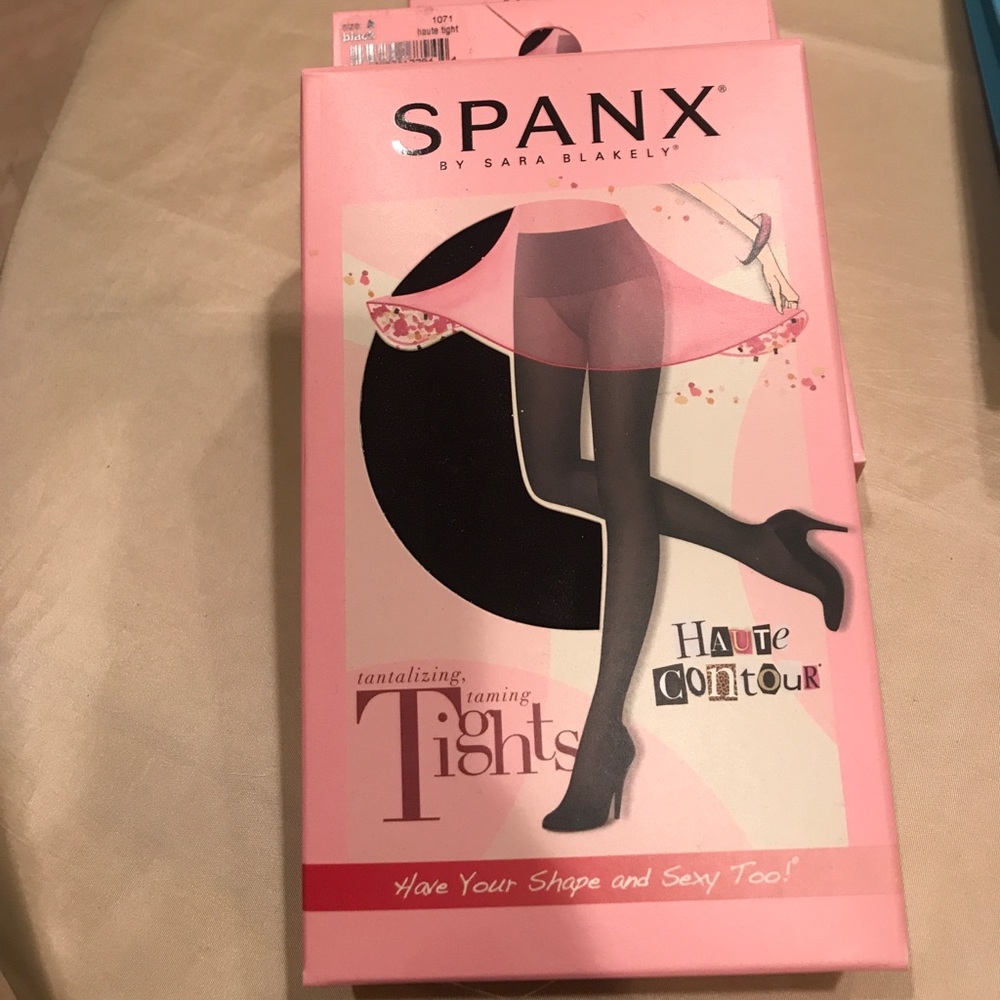 size: A
black
1071
haute tight
SPANX®
BY SARA BLAKELY®
tantalizing,
taming
Tights
HAUTe
CONtOUR®
Have Your Shape and Sexy Too!®